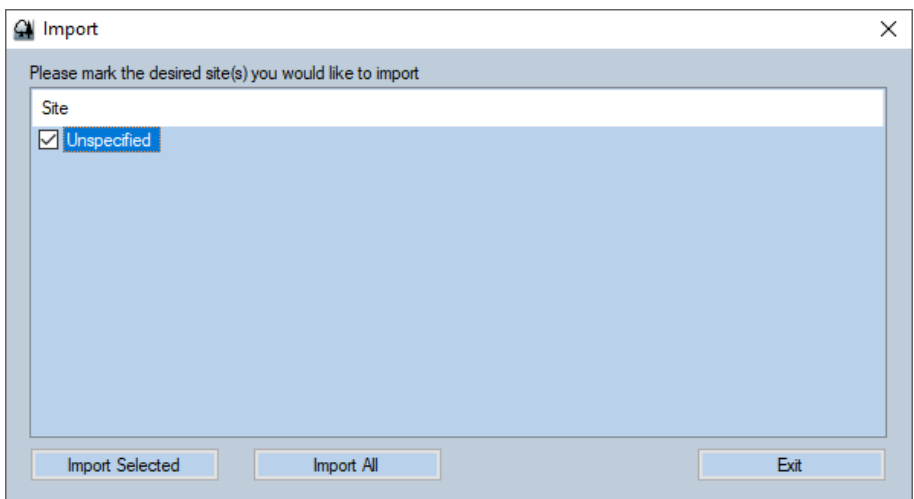 Import
Please mark the desired site(s) you would like to import
Site
Unspecified
Import Selected Import All Exit